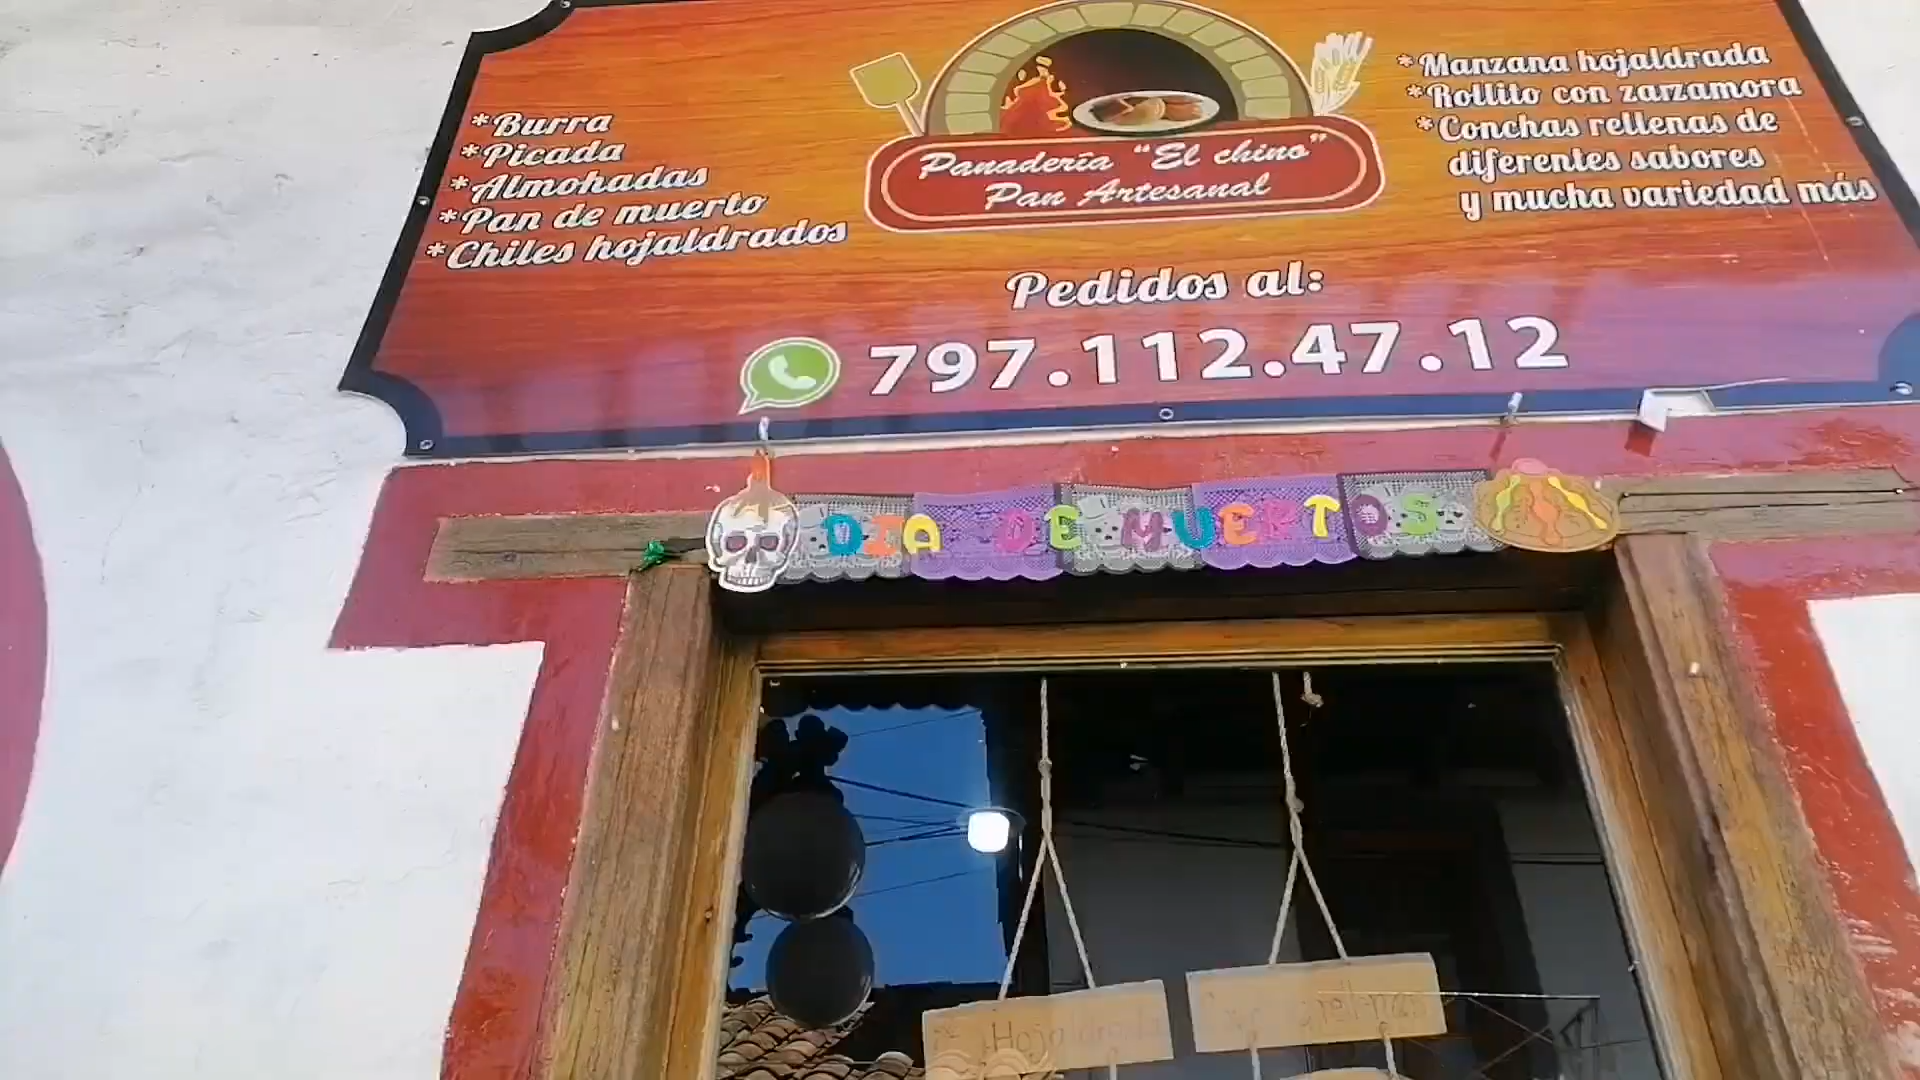 *Burra
*Picada
*Almohadas
*Pan de muerto
*Chiles hojaldrados
Panadería "El chino"
Pan Artesanal
*Manzana hojaldrada
*Rollito con zarzamora
*Conchas rellenas de
diferentes sabores
y mucha variedad más
Pedidos al:
797.112.47.12
DIA DE MUERTOS
Hojaldrada